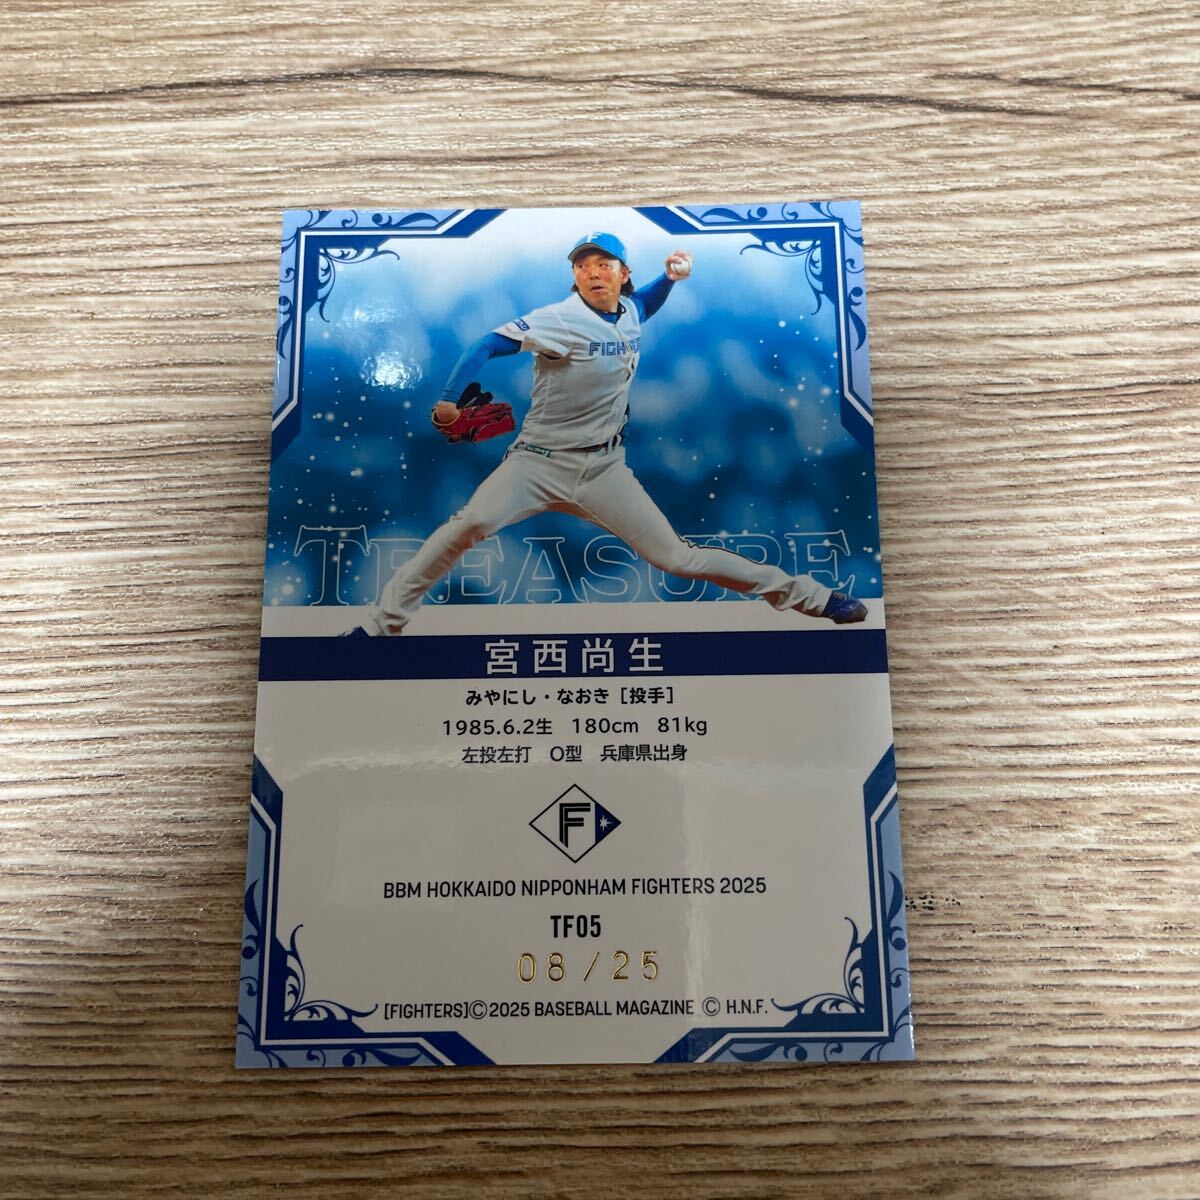 F
FIGHTERS
TREASURE
宮西尚生
みやにし・なおき［投手］
1985.6.2生　180cm　81kg
左投左打　O型　兵庫県出身
F
BBM HOKKAIDO NIPPONHAM FIGHTERS 2025
TF05
08/25
[FIGHTERS]©2025 BASEBALL MAGAZINE © H.N.F.